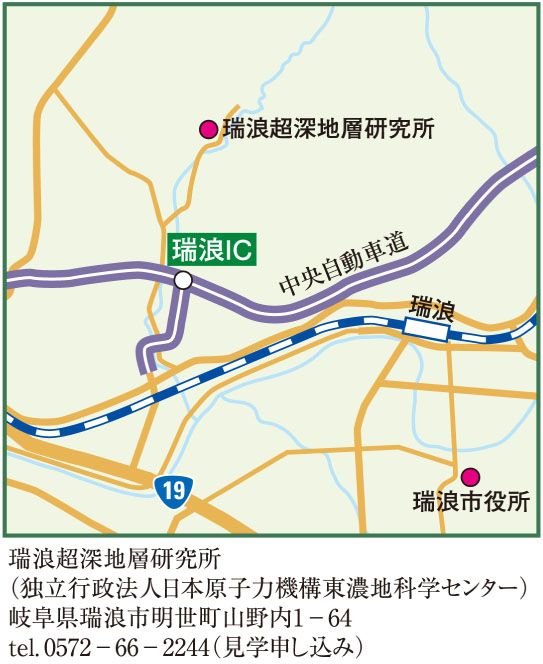 瑞浪超深地層研究所
瑞浪IC
中央自動車道
瑞浪
19
瑞浪市役所
瑞浪超深地層研究所
（独立行政法人日本原子力機構東濃地科学センター）
岐阜県瑞浪市明世町山野内1－64
tel.0572－66－2244（見学申し込み）